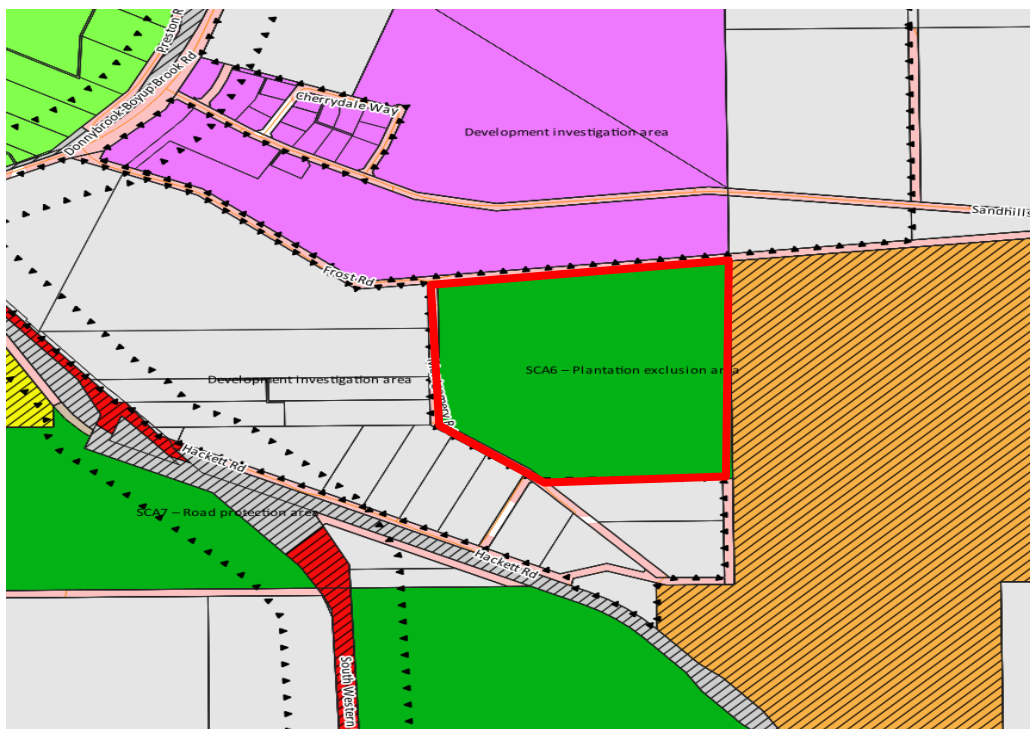 Preston R
Donnybrook-Boyup Brook Rd
Cherrydale Way
Development investigation area
Sandhills
Frost Rd
SCA6 – Plantation exclusion area
Development investigation area
Hackett Rd
SCA7 – Road protection area
Hackett Rd
South Western